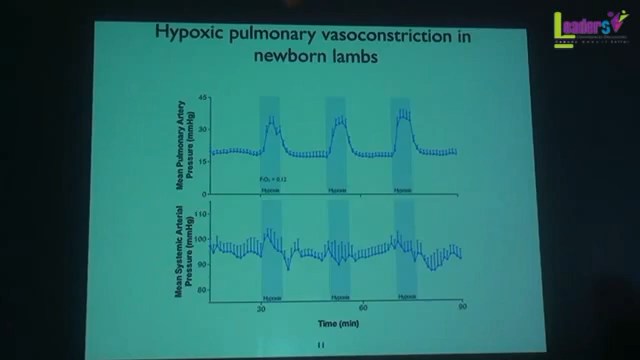 Leaders
Hypoxic pulmonary vasoconstriction in
newborn lambs
Mean Pulmonary Artery
Pressure (mmHg)
45
30
15
0
FiO₂ = 0.12
Hypoxia
Hypoxia
Hypoxia
Mean Systemic Arterial
Pressure (mmHg)
110
100
90
80
Hypoxia
Hypoxia
Hypoxia
30
60
Time (min)
11